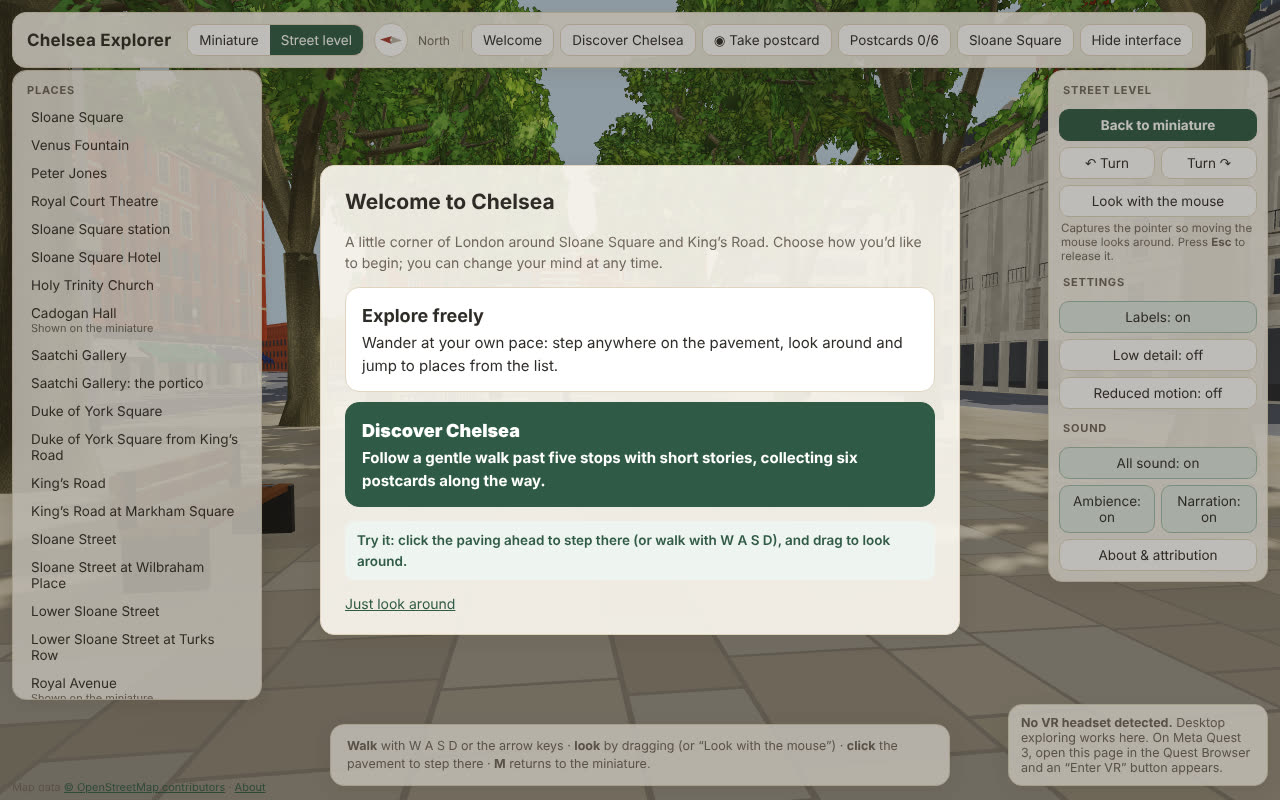 Chelsea Explorer
Miniature
Street level
North
Welcome
Discover Chelsea
◉ Take postcard
Postcards 0/6
Sloane Square
Hide interface
PLACES
Sloane Square
Venus Fountain
Peter Jones
Royal Court Theatre
Sloane Square station
Sloane Square Hotel
Holy Trinity Church
Cadogan Hall
Shown on the miniature
Saatchi Gallery
Saatchi Gallery: the portico
Duke of York Square
Duke of York Square from King’s
Road
King’s Road
King’s Road at Markham Square
Sloane Street
Sloane Street at Wilbraham
Place
Lower Sloane Street
Lower Sloane Street at Turks
Row
Royal Avenue
Shown on the miniature
Welcome to Chelsea
A little corner of London around Sloane Square and King’s Road. Choose how you’d like
to begin; you can change your mind at any time.
Explore freely
Wander at your own pace: step anywhere on the pavement, look around and
jump to places from the list.
Discover Chelsea
Follow a gentle walk past five stops with short stories, collecting six
postcards along the way.
Try it: click the paving ahead to step there (or walk with W A S D), and drag to look
around.
Just look around
STREET LEVEL
Back to miniature
↶ Turn
Turn ↷
Look with the mouse
Captures the pointer so moving the
mouse looks around. Press Esc to
release it.
SETTINGS
Labels: on
Low detail: off
Reduced motion: off
SOUND
All sound: on
Ambience:
on
Narration:
on
About & attribution
Walk with W A S D or the arrow keys · look by dragging (or “Look with the mouse”) · click the
pavement to step there · M returns to the miniature.
No VR headset detected. Desktop
exploring works here. On Meta Quest
3, open this page in the Quest Browser
and an “Enter VR” button appears.
Map data © OpenStreetMap contributors · About